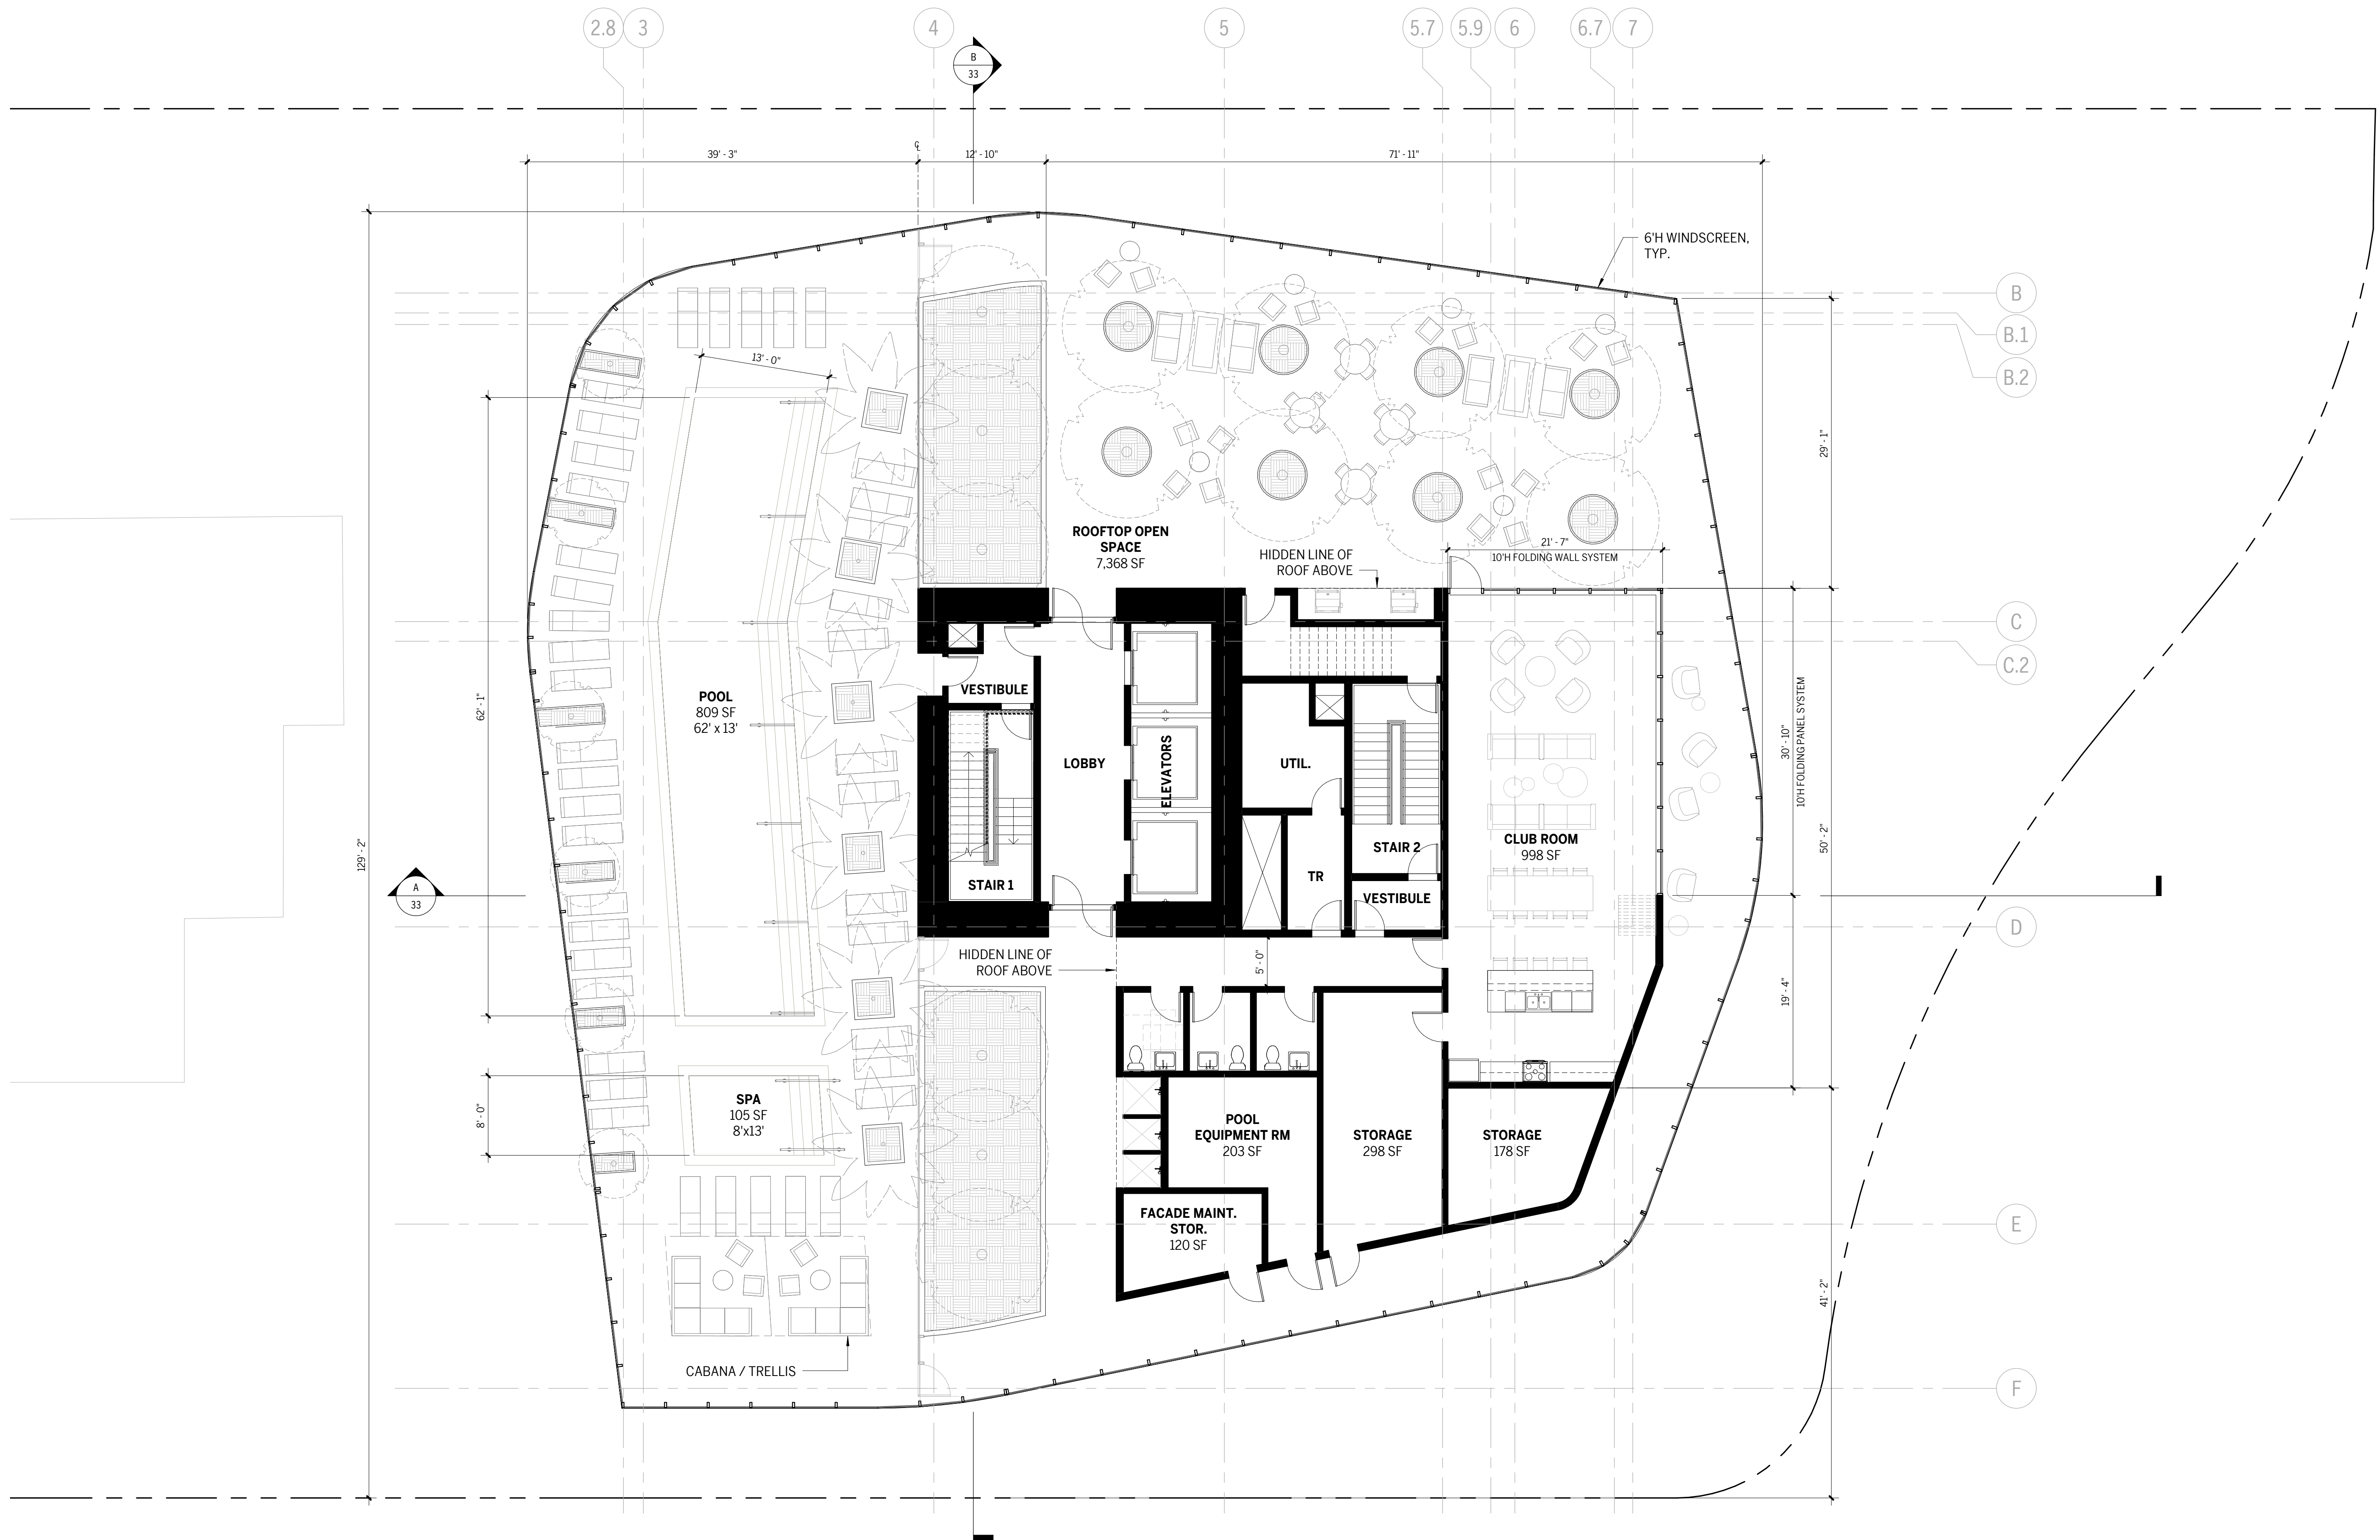 2.8
3
4
5
5.7
5.9
6
6.7
7
B
33
39' - 3"
℄
12' - 10"
71' - 11"
6'H WINDSCREEN,
TYP.
B
B.1
B.2
13' - 0"
29' - 1"
ROOFTOP OPEN
SPACE
7,368 SF
HIDDEN LINE OF
ROOF ABOVE
21' - 7"
10'H FOLDING WALL SYSTEM
C
C.2
VESTIBULE
POOL
809 SF
62' x 13'
62' - 1"
LOBBY
ELEVATORS
UTIL.
30' - 10"
10'H FOLDING PANEL SYSTEM
CLUB ROOM
998 SF
STAIR 2
50' - 2"
129' - 2"
STAIR 1
TR
VESTIBULE
A
33
D
HIDDEN LINE OF
ROOF ABOVE
5' - 0"
19' - 4"
SPA
105 SF
8'x13'
8' - 0"
POOL
EQUIPMENT RM
203 SF
STORAGE
298 SF
STORAGE
178 SF
FACADE MAINT.
STOR.
120 SF
E
41' - 2"
CABANA / TRELLIS
F